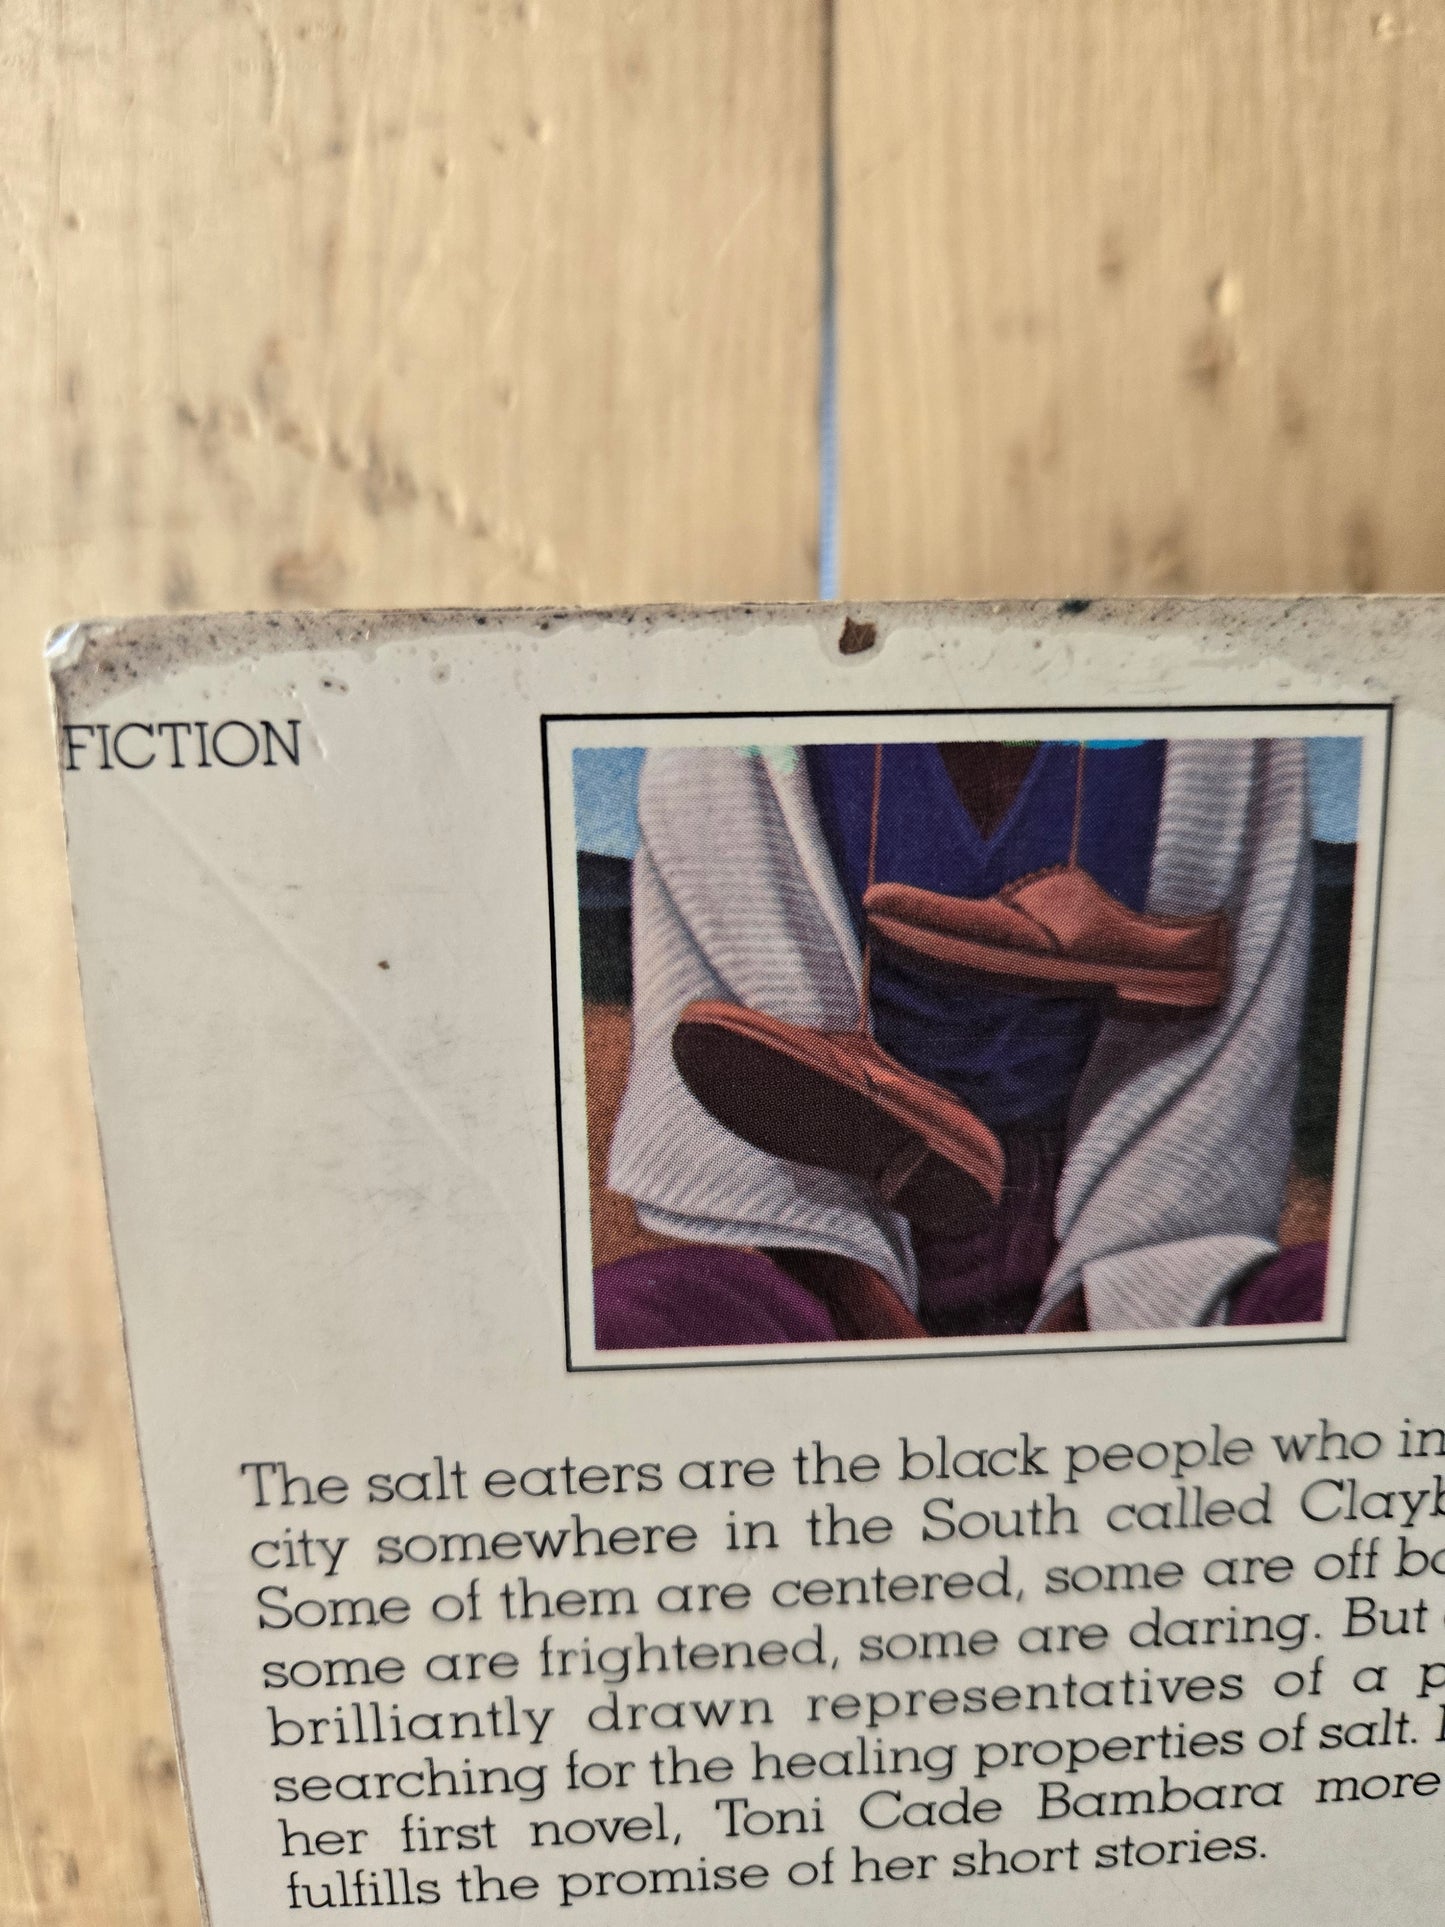 FICTION
The salt eaters are the black people who in
city somewhere in the South called
Some of them are centered, some are off
some are frightened, some are daring. But
brilliantly drawn representatives of a
searching for the healing properties of salt.
her first novel, Toni Cade Bambara more
fulfills the promise of her short stories.